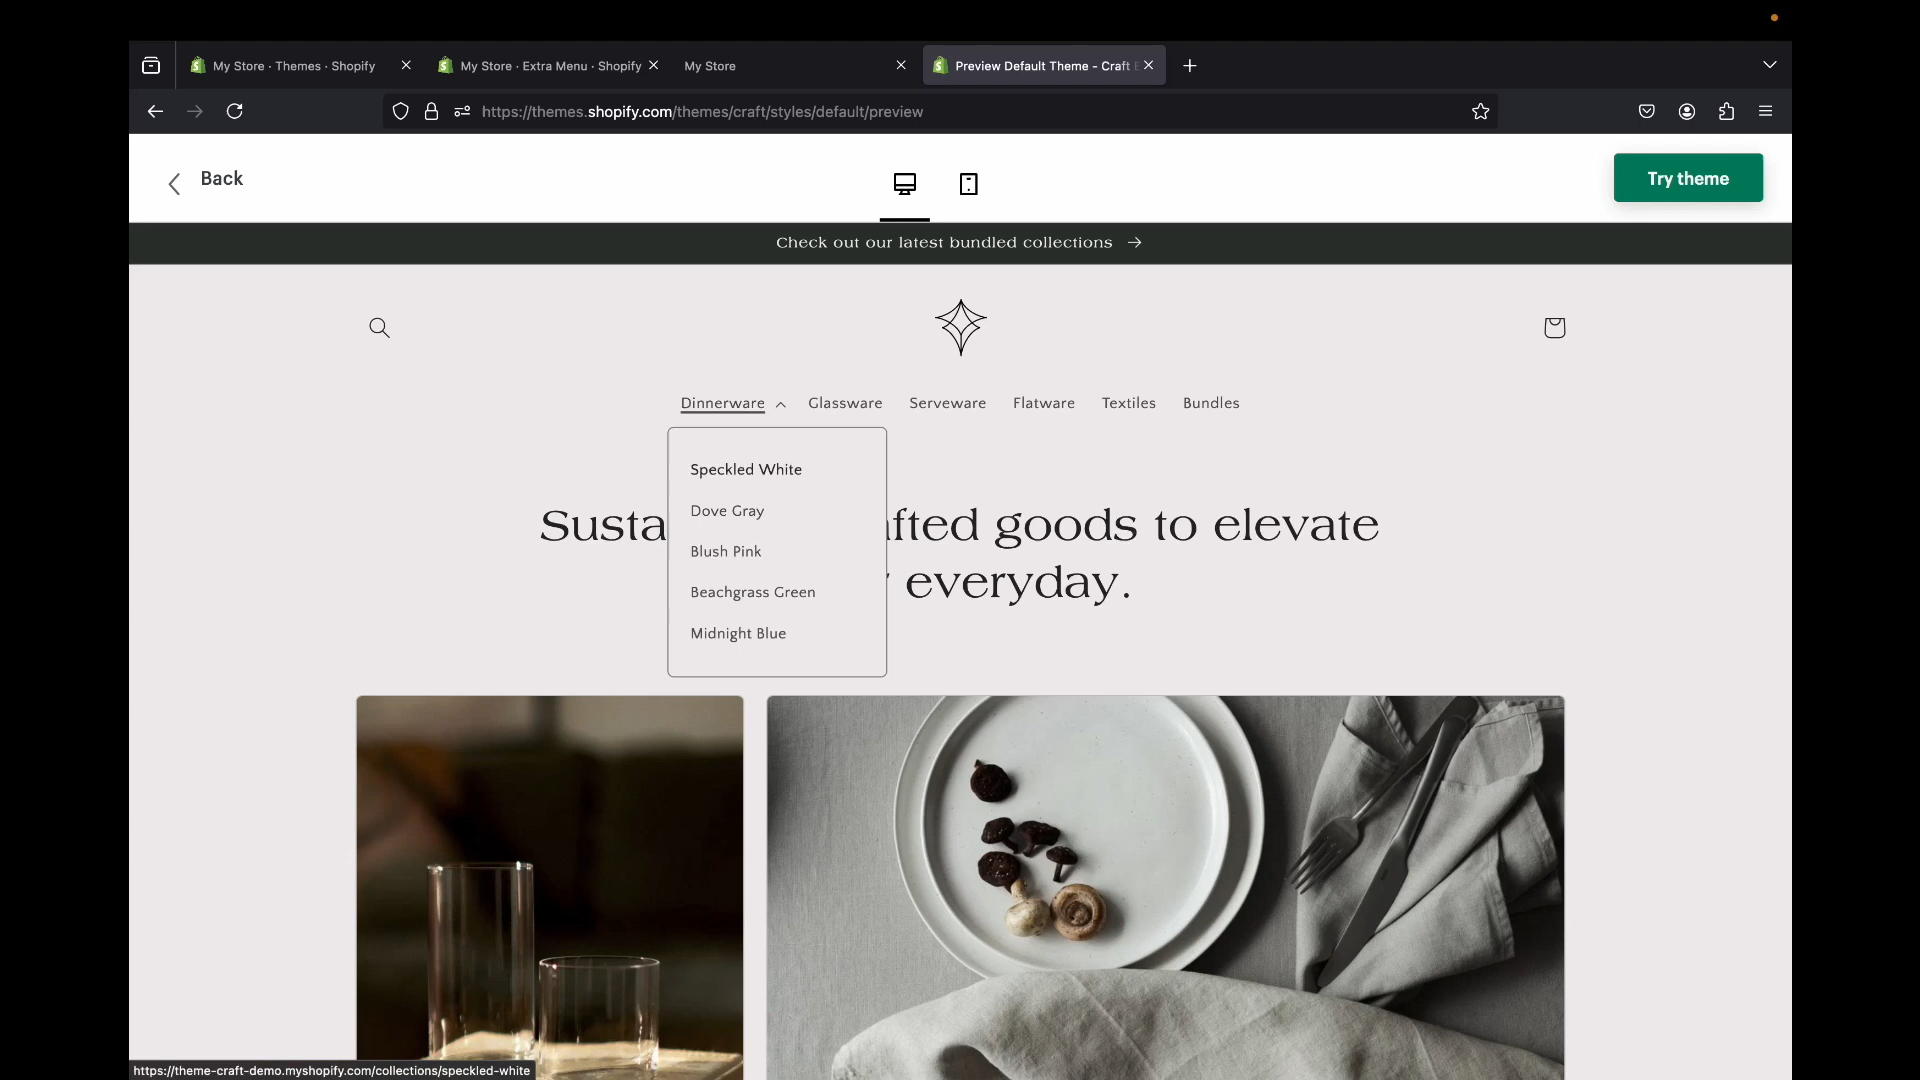 My Store · Themes · Shopify
My Store · Extra Menu · Shopify
My Store
Preview Default Theme - Craft
https://themes.shopify.com/themes/craft/styles/default/preview
Back
Try theme
Check out our latest bundled collections →
Dinnerware
Glassware
Serveware
Flatware
Textiles
Bundles
Speckled White
Dove Gray
Blush Pink
Beachgrass Green
Midnight Blue
Susta fted goods to elevate
everyday.
https://theme-craft-demo.myshopify.com/collections/speckled-white